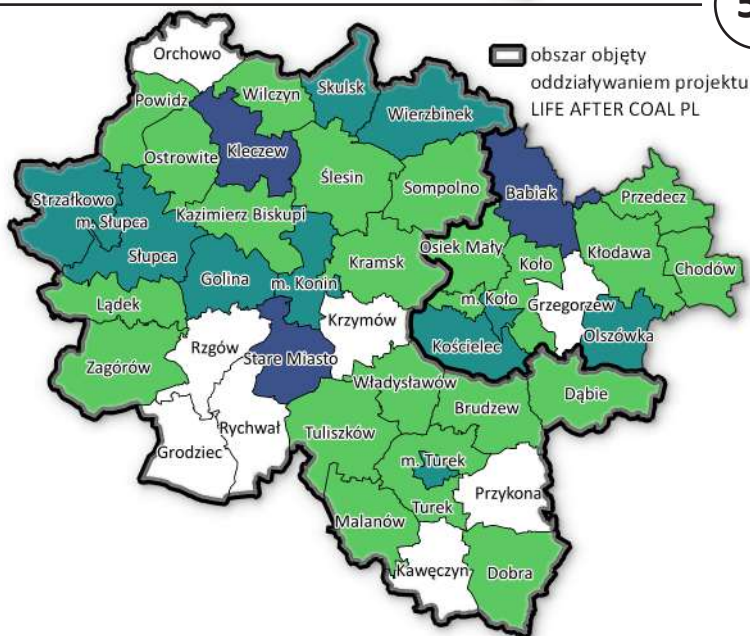 5
obszar objęty
oddziaływaniem projektu
LIFE AFTER COAL PL
Orchowo
Powidz
Wilczyn
Skulsk
Wierzbinek
Ostrowite
Kleczew
Ślesin
Sompolno
Babiak
Przedecz
Strzałkowo
m. Słupca
Kazimierz Biskupi
Słupca
Golina
m. Konin
Kramsk
Osiek Mały
Koło
Kłodawa
Chodów
Lądek
m. Koło
Grzegorzew
Krzymów
Kościelec
Olszówka
Zagórów
Rzgów
Stare Miasto
Władysławów
Dąbie
Brudzew
Rychwał
Tuliszków
Grodziec
m. Turek
Przykona
Turek
Malanów
Kawęczyn
Dobra